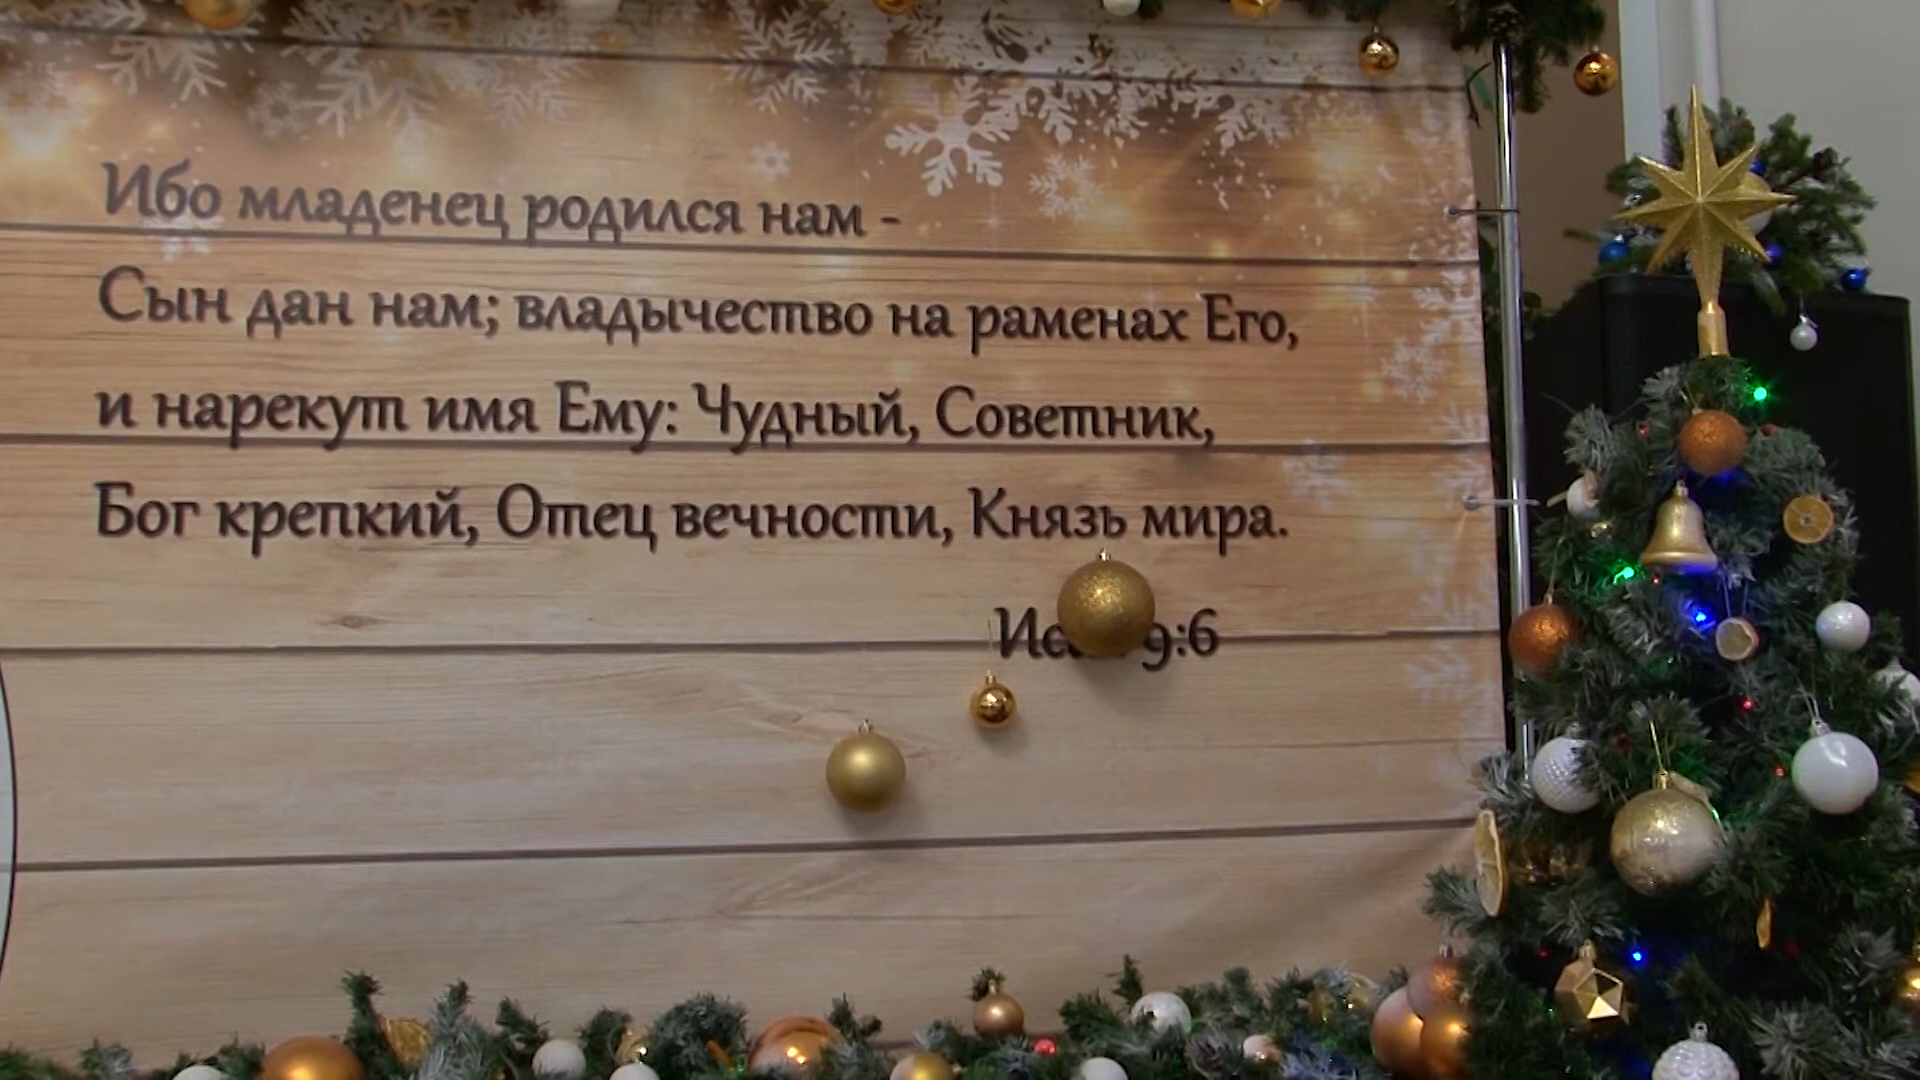 Ибо младенец родился нам -
Сын дан нам; владычество на раменах Его,
и нарекут имя Ему: Чудный, Советник,
Бог крепкий, Отец вечности, Князь мира.
9:6